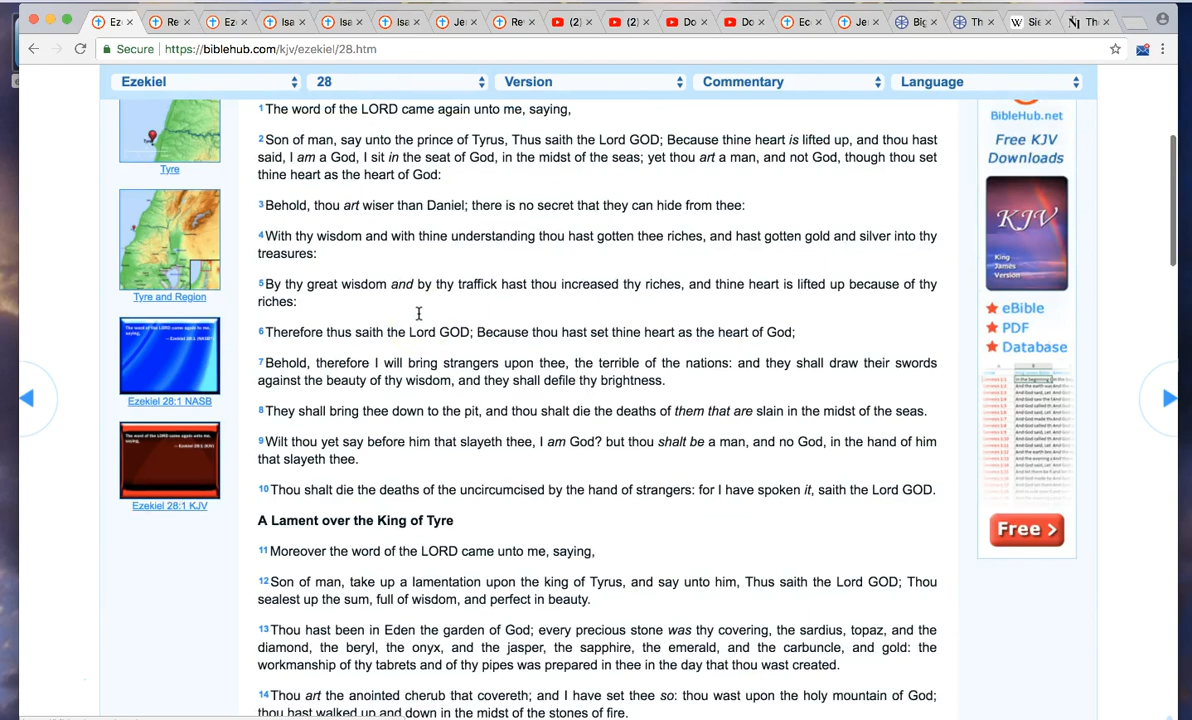 Eze
Re
Ez
Isa
Isa
Isa
Je
Re
(2)
(2)
Do
Do
Ec
Je
Big
Th
Sie
Th
Secure https://biblehub.com/kjv/ezekiel/28.htm
Ezekiel 28 Version Commentary Language
1 The word of the LORD came again unto me, saying,
2 Son of man, say unto the prince of Tyrus, Thus saith the Lord GOD; Because thine heart is lifted up, and thou hast
said, I am a God, I sit in the seat of God, in the midst of the seas; yet thou art a man, and not God, though thou set
thine heart as the heart of God:
3 Behold, thou art wiser than Daniel; there is no secret that they can hide from thee:
4 With thy wisdom and with thine understanding thou hast gotten thee riches, and hast gotten gold and silver into thy
treasures:
5 By thy great wisdom and by thy traffick hast thou increased thy riches, and thine heart is lifted up because of thy
riches:
6 Therefore thus saith the Lord GOD; Because thou hast set thine heart as the heart of God;
7 Behold, therefore I will bring strangers upon thee, the terrible of the nations: and they shall draw their swords
against the beauty of thy wisdom, and they shall defile thy brightness.
8 They shall bring thee down to the pit, and thou shalt die the deaths of them that are slain in the midst of the seas.
9 Wilt thou yet say before him that slayeth thee, I am God? but thou shalt be a man, and no God, in the hand of him
that slayeth thee.
10 Thou shalt die the deaths of the uncircumcised by the hand of strangers: for I have spoken it, saith the Lord GOD.
A Lament over the King of Tyre
11 Moreover the word of the LORD came unto me, saying,
12 Son of man, take up a lamentation upon the king of Tyrus, and say unto him, Thus saith the Lord GOD; Thou
sealest up the sum, full of wisdom, and perfect in beauty.
13 Thou hast been in Eden the garden of God; every precious stone was thy covering, the sardius, topaz, and the
diamond, the beryl, the onyx, and the jasper, the sapphire, the emerald, and the carbuncle, and gold: the
workmanship of thy tabrets and of thy pipes was prepared in thee in the day that thou wast created.
14 Thou art the anointed cherub that covereth; and I have set thee so: thou wast upon the holy mountain of God;
thou hast walked up and down in the midst of the stones of fire.
Tyre
Tyre and Region
Ezekiel 28:1 NASB
Ezekiel 28:1 KJV
BibleHub.net
Free KJV
Downloads
KJV
King
James
Version
eBible
PDF
Database
Free >